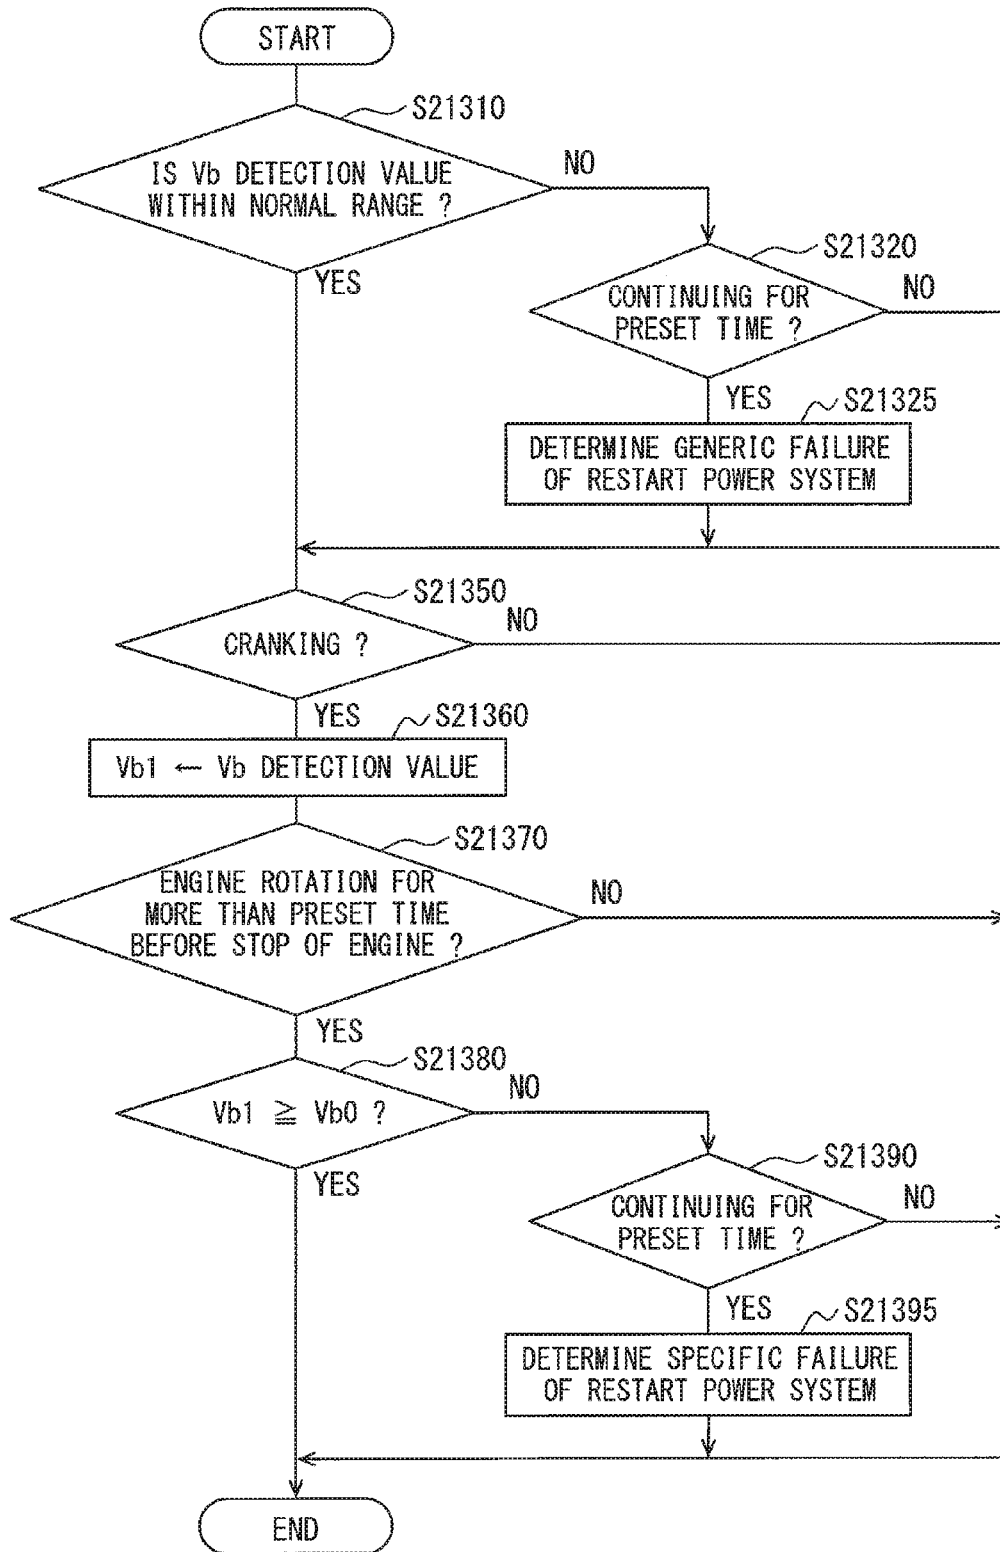 START
S21310
IS Vb DETECTION VALUE
WITHIN NORMAL RANGE ?
NO
YES
S21320
CONTINUING FOR
PRESET TIME ?
NO
YES
S21325
DETERMINE GENERIC FAILURE
OF RESTART POWER SYSTEM
S21350
CRANKING ?
NO
YES
S21360
Vb1 ← Vb DETECTION VALUE
S21370
ENGINE ROTATION FOR
MORE THAN PRESET TIME
BEFORE STOP OF ENGINE ?
NO
YES
S21380
Vb1 ≧ Vb0 ?
NO
YES
S21390
CONTINUING FOR
PRESET TIME ?
NO
YES
S21395
DETERMINE SPECIFIC FAILURE
OF RESTART POWER SYSTEM
END